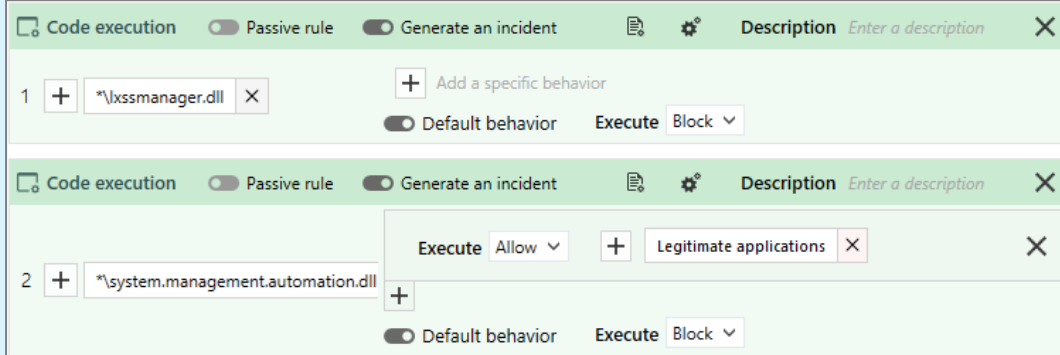 Code execution Passive rule Generate an incident Description Enter a description
Add a specific behavior
1 *\lxssmanager.dll
Default behavior Execute Block
Code execution Passive rule Generate an incident Description Enter a description
Execute Allow Legitimate applications
2 *\system.management.automation.dll
Default behavior Execute Block